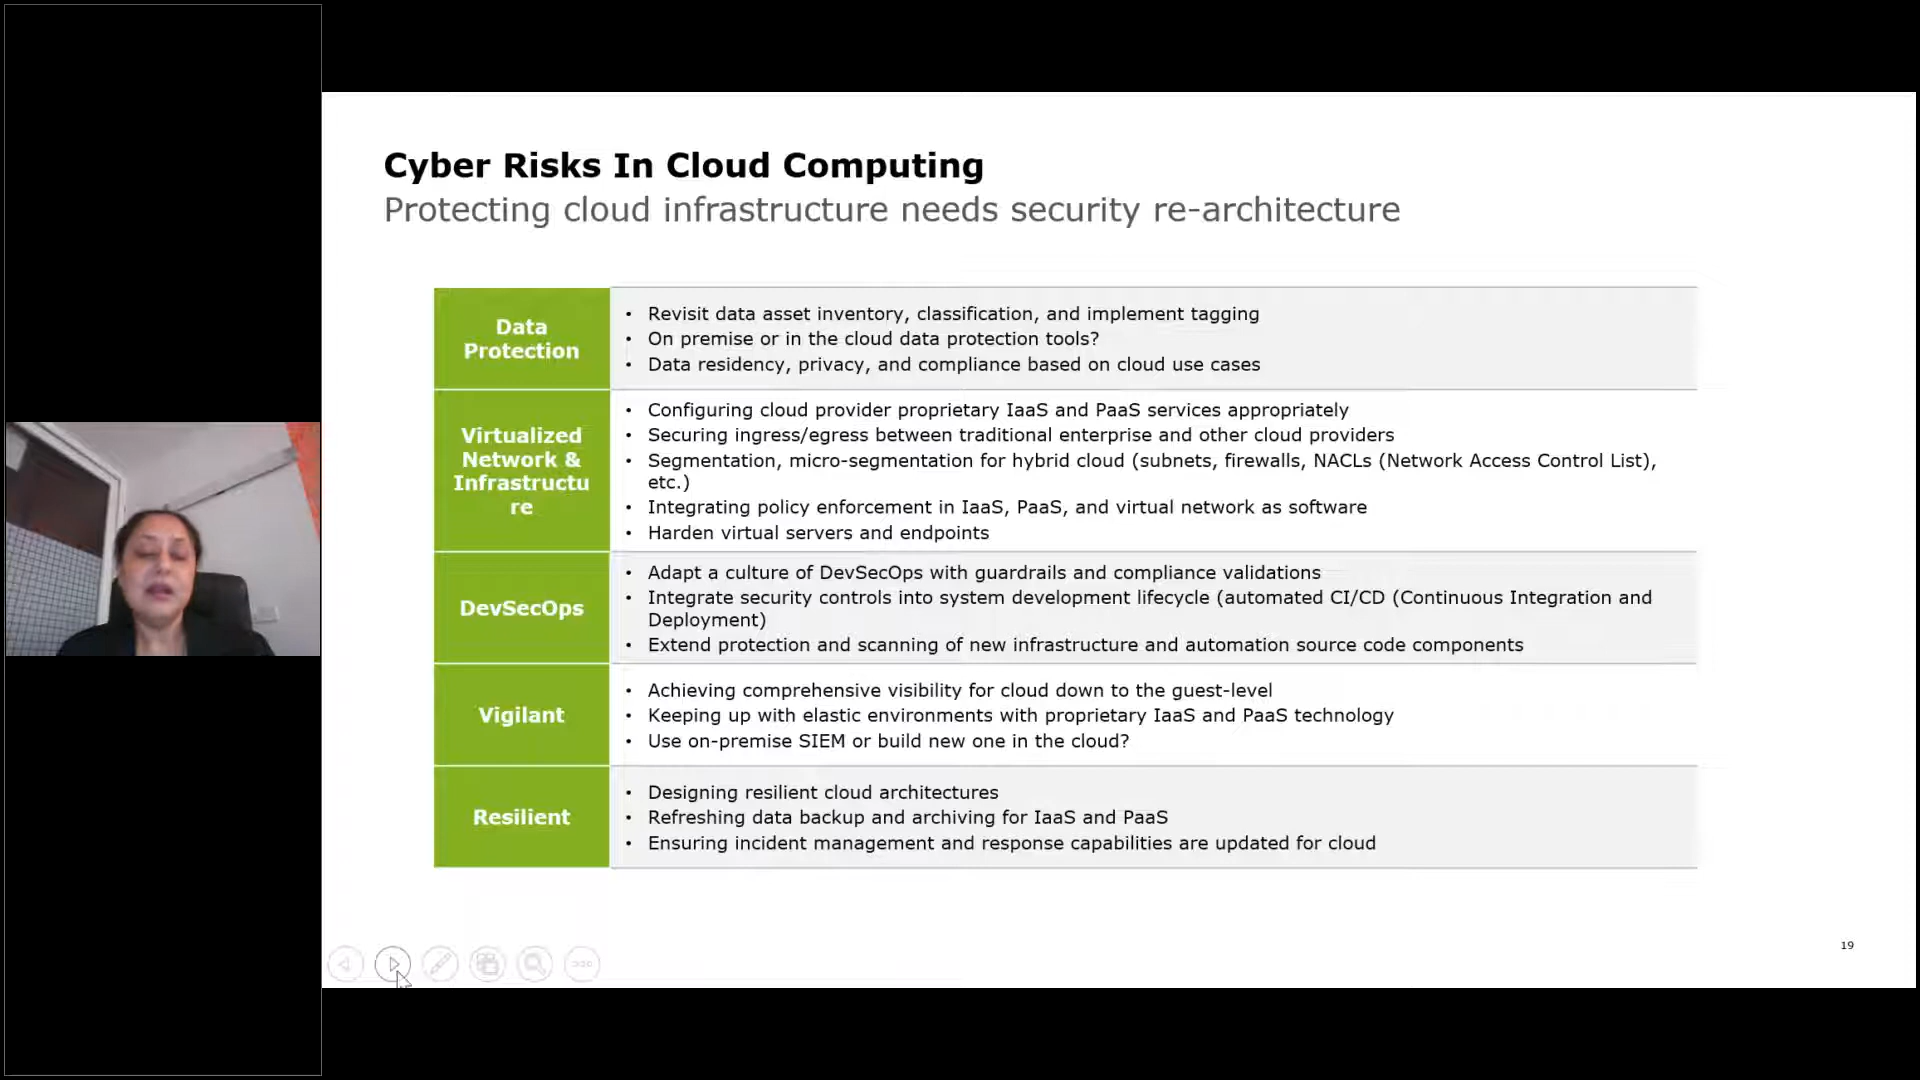 Cyber Risks In Cloud Computing
Protecting cloud infrastructure needs security re-architecture
Data
Protection
• Revisit data asset inventory, classification, and implement tagging
• On premise or in the cloud data protection tools?
• Data residency, privacy, and compliance based on cloud use cases
Virtualized
Network &
Infrastructu
re
• Configuring cloud provider proprietary IaaS and PaaS services appropriately
• Securing ingress/egress between traditional enterprise and other cloud providers
• Segmentation, micro-segmentation for hybrid cloud (subnets, firewalls, NACLs (Network Access Control List),
etc.)
• Integrating policy enforcement in IaaS, PaaS, and virtual network as software
• Harden virtual servers and endpoints
DevSecOps
• Adapt a culture of DevSecOps with guardrails and compliance validations
• Integrate security controls into system development lifecycle (automated CI/CD (Continuous Integration and
Deployment)
• Extend protection and scanning of new infrastructure and automation source code components
Vigilant
• Achieving comprehensive visibility for cloud down to the guest-level
• Keeping up with elastic environments with proprietary IaaS and PaaS technology
• Use on-premise SIEM or build new one in the cloud?
Resilient
• Designing resilient cloud architectures
• Refreshing data backup and archiving for IaaS and PaaS
• Ensuring incident management and response capabilities are updated for cloud
19